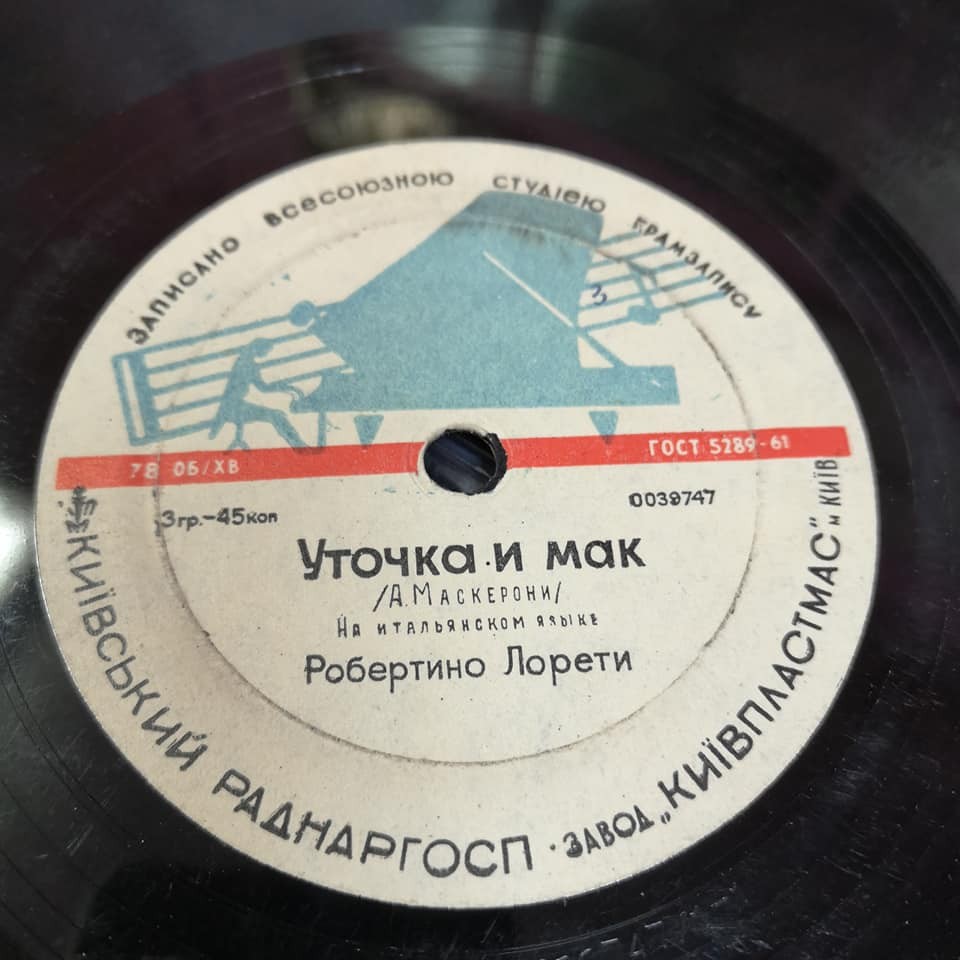 ЗАПИСАНО ВСЕСОЮЗНОЮ СТУДІЄЮ ГРАМЗАПИСУ
3
78 ОБ/ХВ
ГОСТ 5289-61
3гр.-45коп
0039747
Уточка и мак
/А. МАСКЕРОНИ/
На итальянском языке
Робертино Лорети
КИЇВСЬКИЙ РАДНАРГОСП · ЗАВОД „КИЇВПЛАСТМАС" м КИЇВ